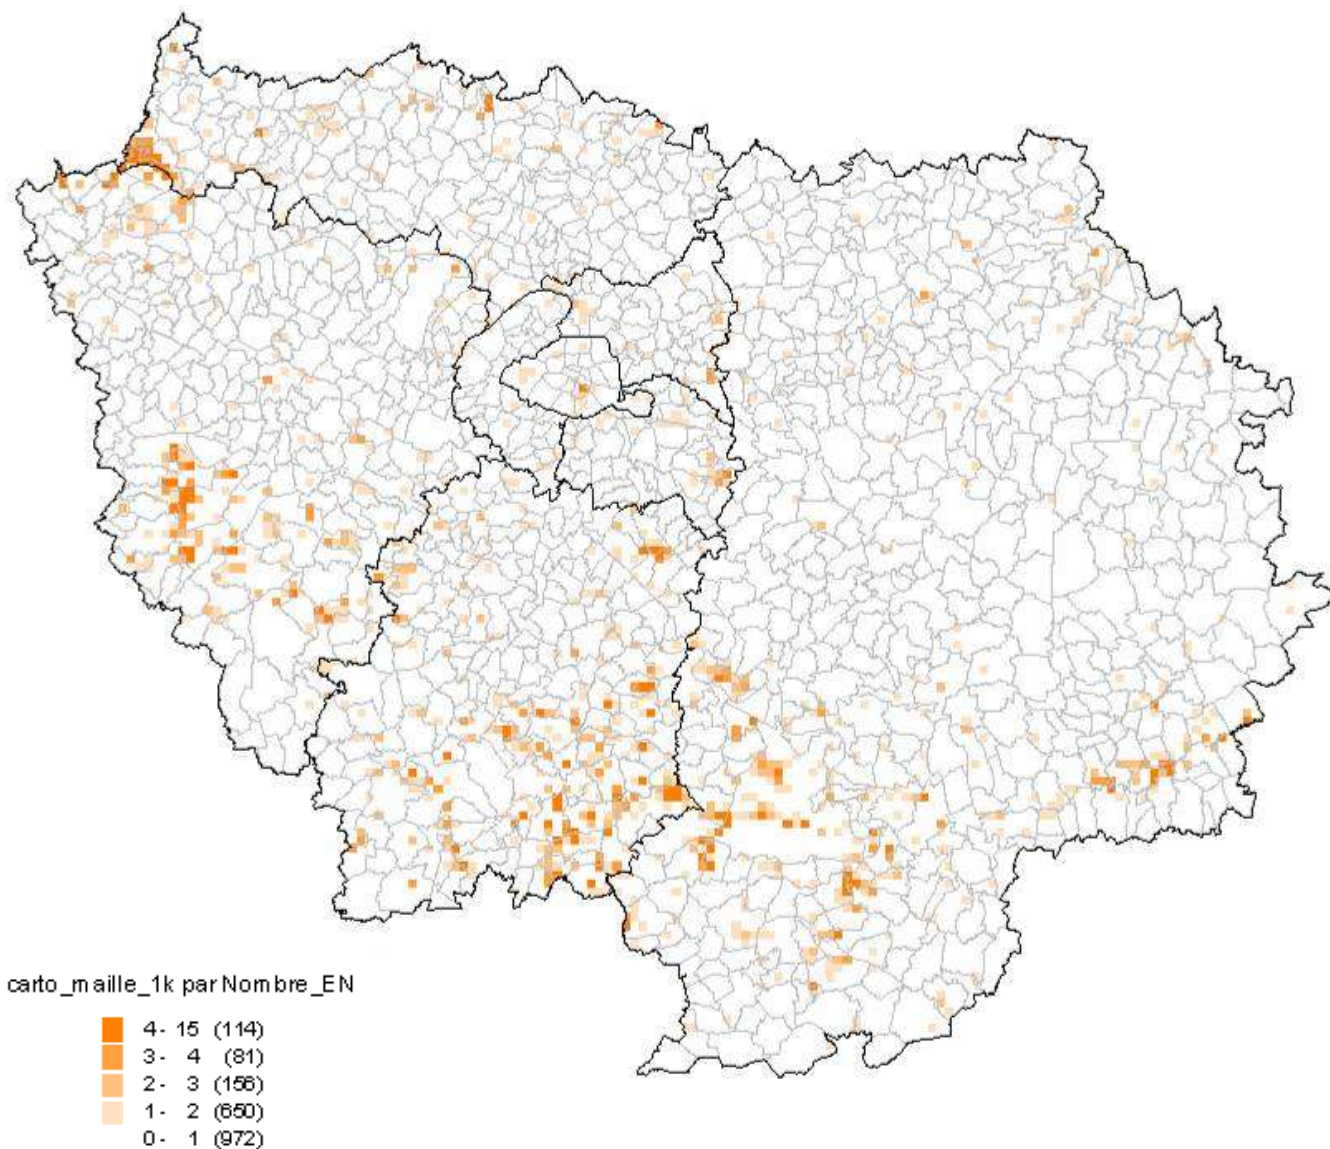 carto_maille_1k par Nombre_EN
4 - 15 (114)
3 - 4 (81)
2 - 3 (156)
1 - 2 (650)
0 - 1 (972)